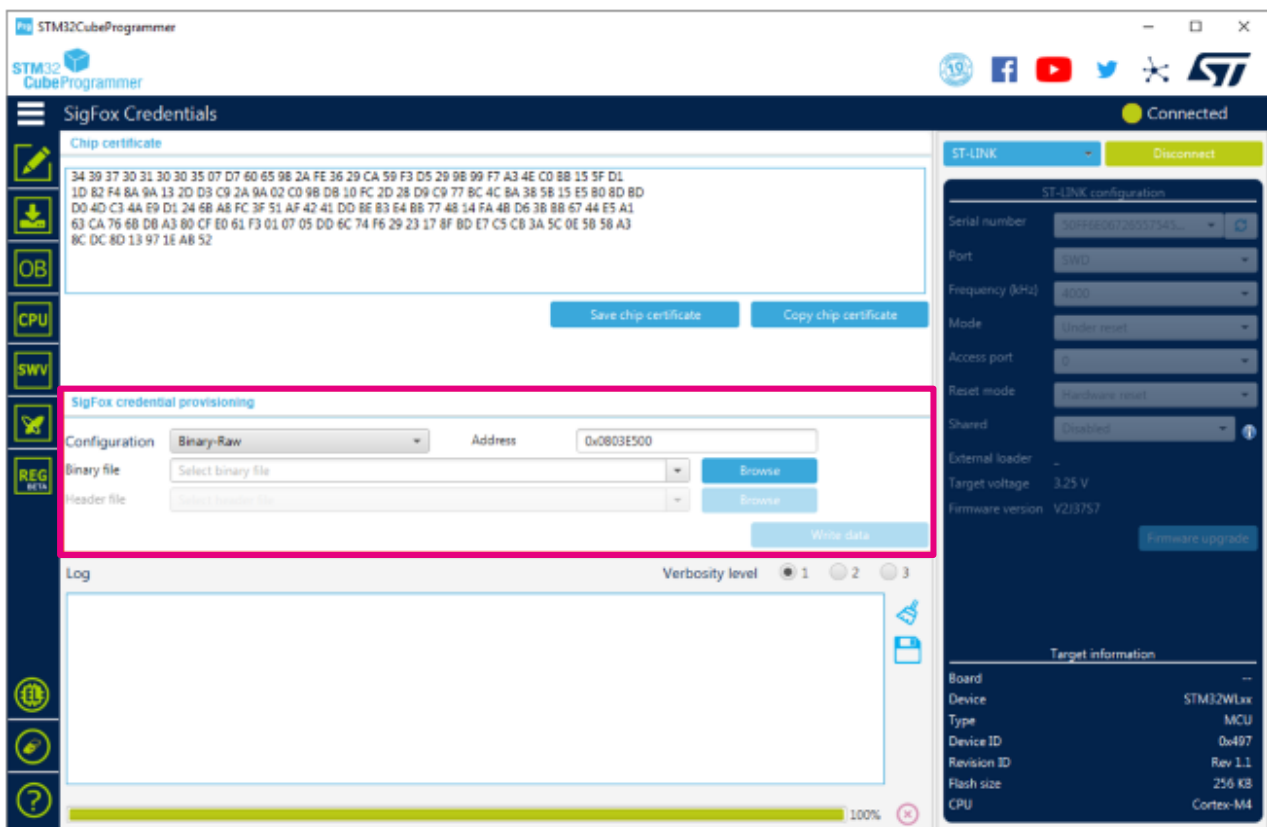 Prg STM32CubeProgrammer
STM32
CubeProgrammer
19
ST
SigFox Credentials
Connected
Chip certificate
34 39 37 30 31 30 30 35 07 D7 60 65 98 2A FE 36 29 CA 59 F3 D5 29 9B 99 F7 A3 4E C0 BB 15 5F D1
1D 82 F4 8A 9A 13 2D D3 C9 2A 9A 02 C0 9B DB 10 FC 2D 28 D9 C9 77 BC 4C BA 38 5B 15 E5 80 8D BD
D0 4D C3 4A E9 D1 24 6B A8 FC 3F 51 AF 42 41 DD BE B3 E4 BB 77 48 14 FA 4B D6 3B BB 67 44 E5 A1
63 CA 76 6B DB A3 80 CF E0 61 F3 01 07 05 DD 6C 74 F6 29 23 17 8F BD E7 C5 CB 3A 5C 0E 5B 58 A3
8C DC 8D 13 97 1E AB 52
Save chip certificate
Copy chip certificate
SigFox credential provisioning
Configuration Binary-Raw Address 0x0803E500
Binary file Select binary file Browse
Header file Select header file Browse
Write data
Log Verbosity level 1 2 3
100%
OB
CPU
SWV
REG
BETA
ST-LINK Disconnect
ST-LINK configuration
Serial number 50FF6E06726557545...
Port SWD
Frequency (kHz) 4000
Mode Under reset
Access port 0
Reset mode Hardware reset
Shared Disabled
External loader _
Target voltage 3.25 V
Firmware version V2J37S7
Firmware upgrade
Target information
Board --
Device STM32WLxx
Type MCU
Device ID 0x497
Revision ID Rev 1.1
Flash size 256 KB
CPU Cortex-M4